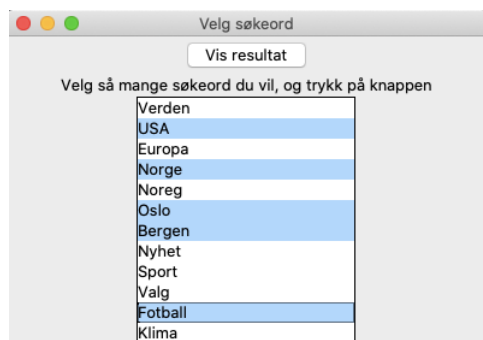 Velg søkeord
Vis resultat
Velg så mange søkeord du vil, og trykk på knappen
Verden
USA
Europa
Norge
Noreg
Oslo
Bergen
Nyhet
Sport
Valg
Fotball
Klima